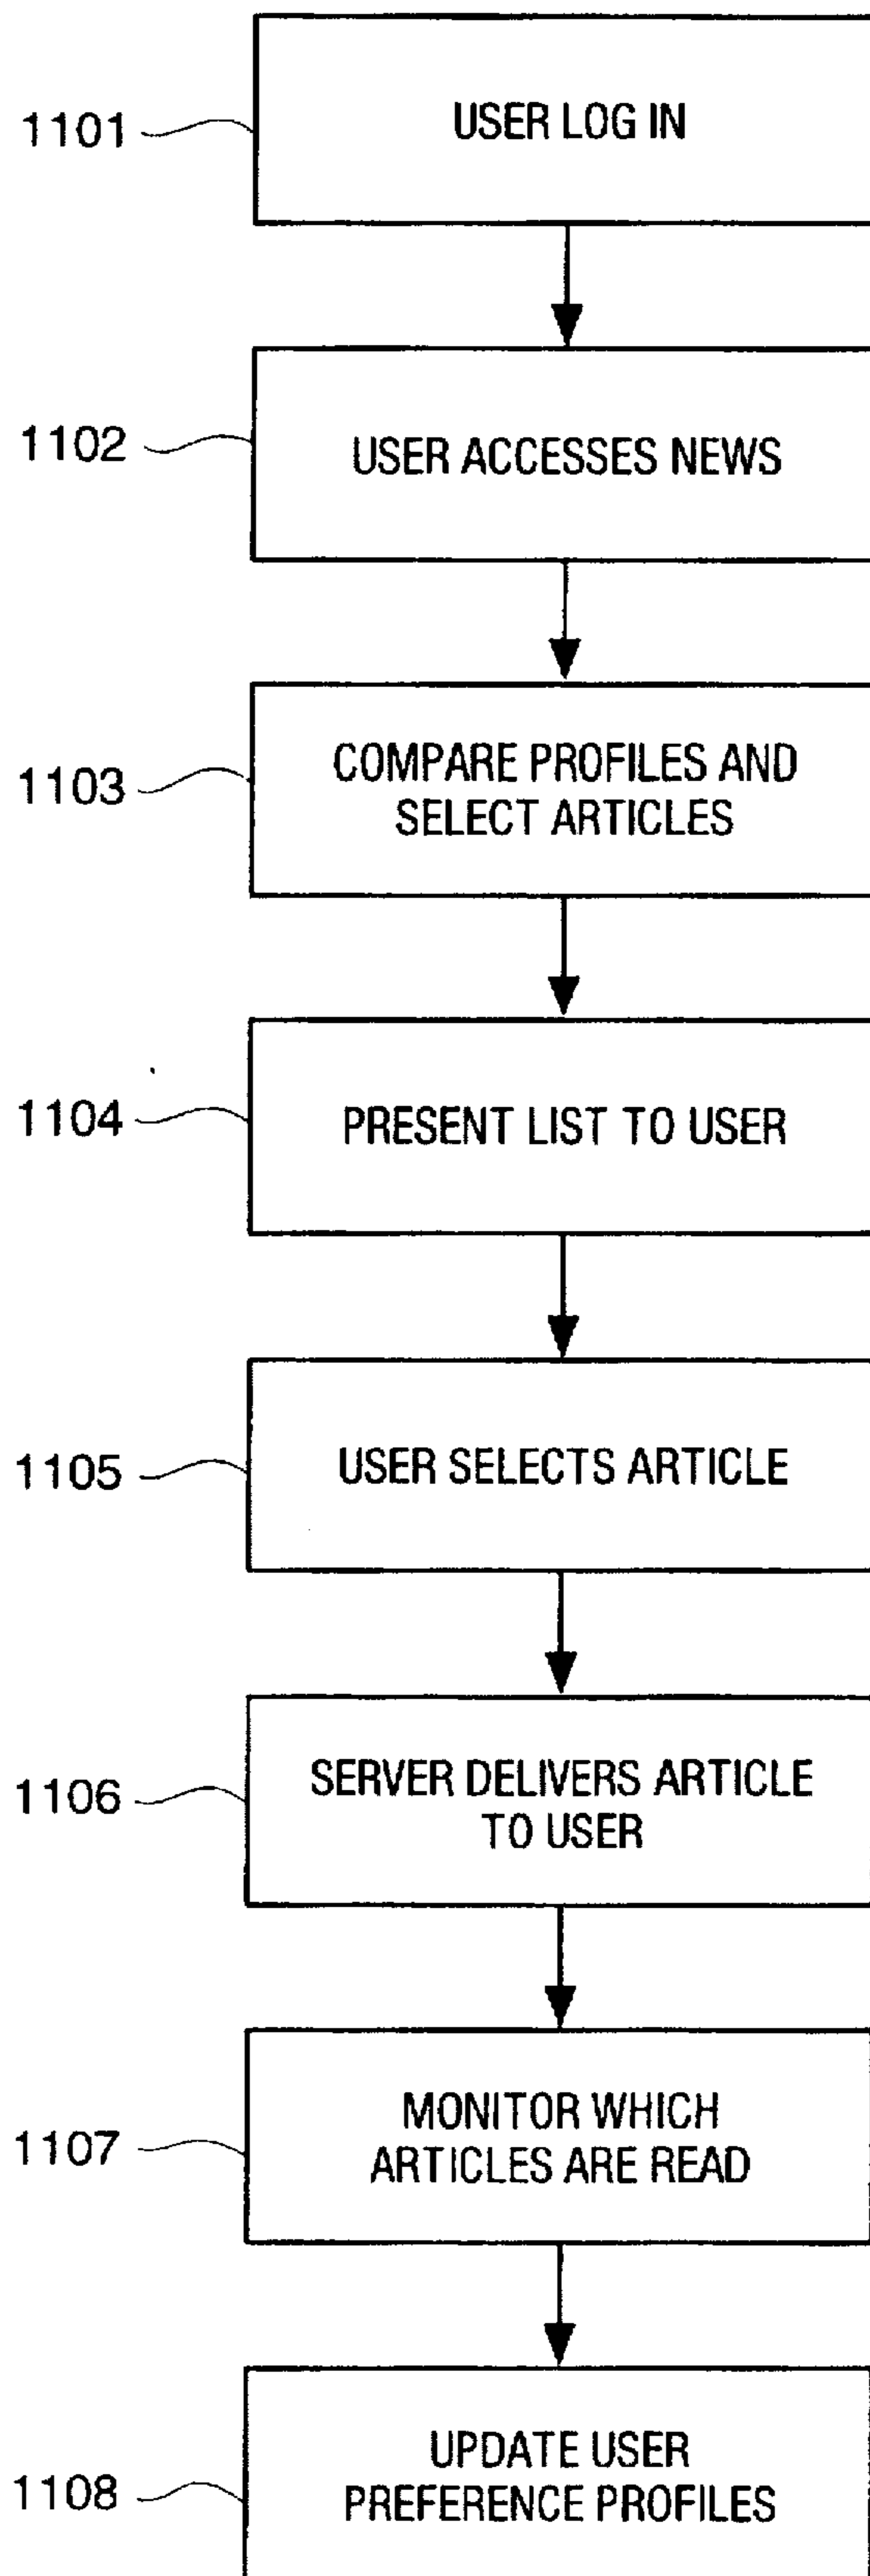 1101
USER LOG IN
1102
USER ACCESSES NEWS
1103
COMPARE PROFILES AND
SELECT ARTICLES
1104
PRESENT LIST TO USER
1105
USER SELECTS ARTICLE
1106
SERVER DELIVERS ARTICLE
TO USER
1107
MONITOR WHICH
ARTICLES ARE READ
1108
UPDATE USER
PREFERENCE PROFILES